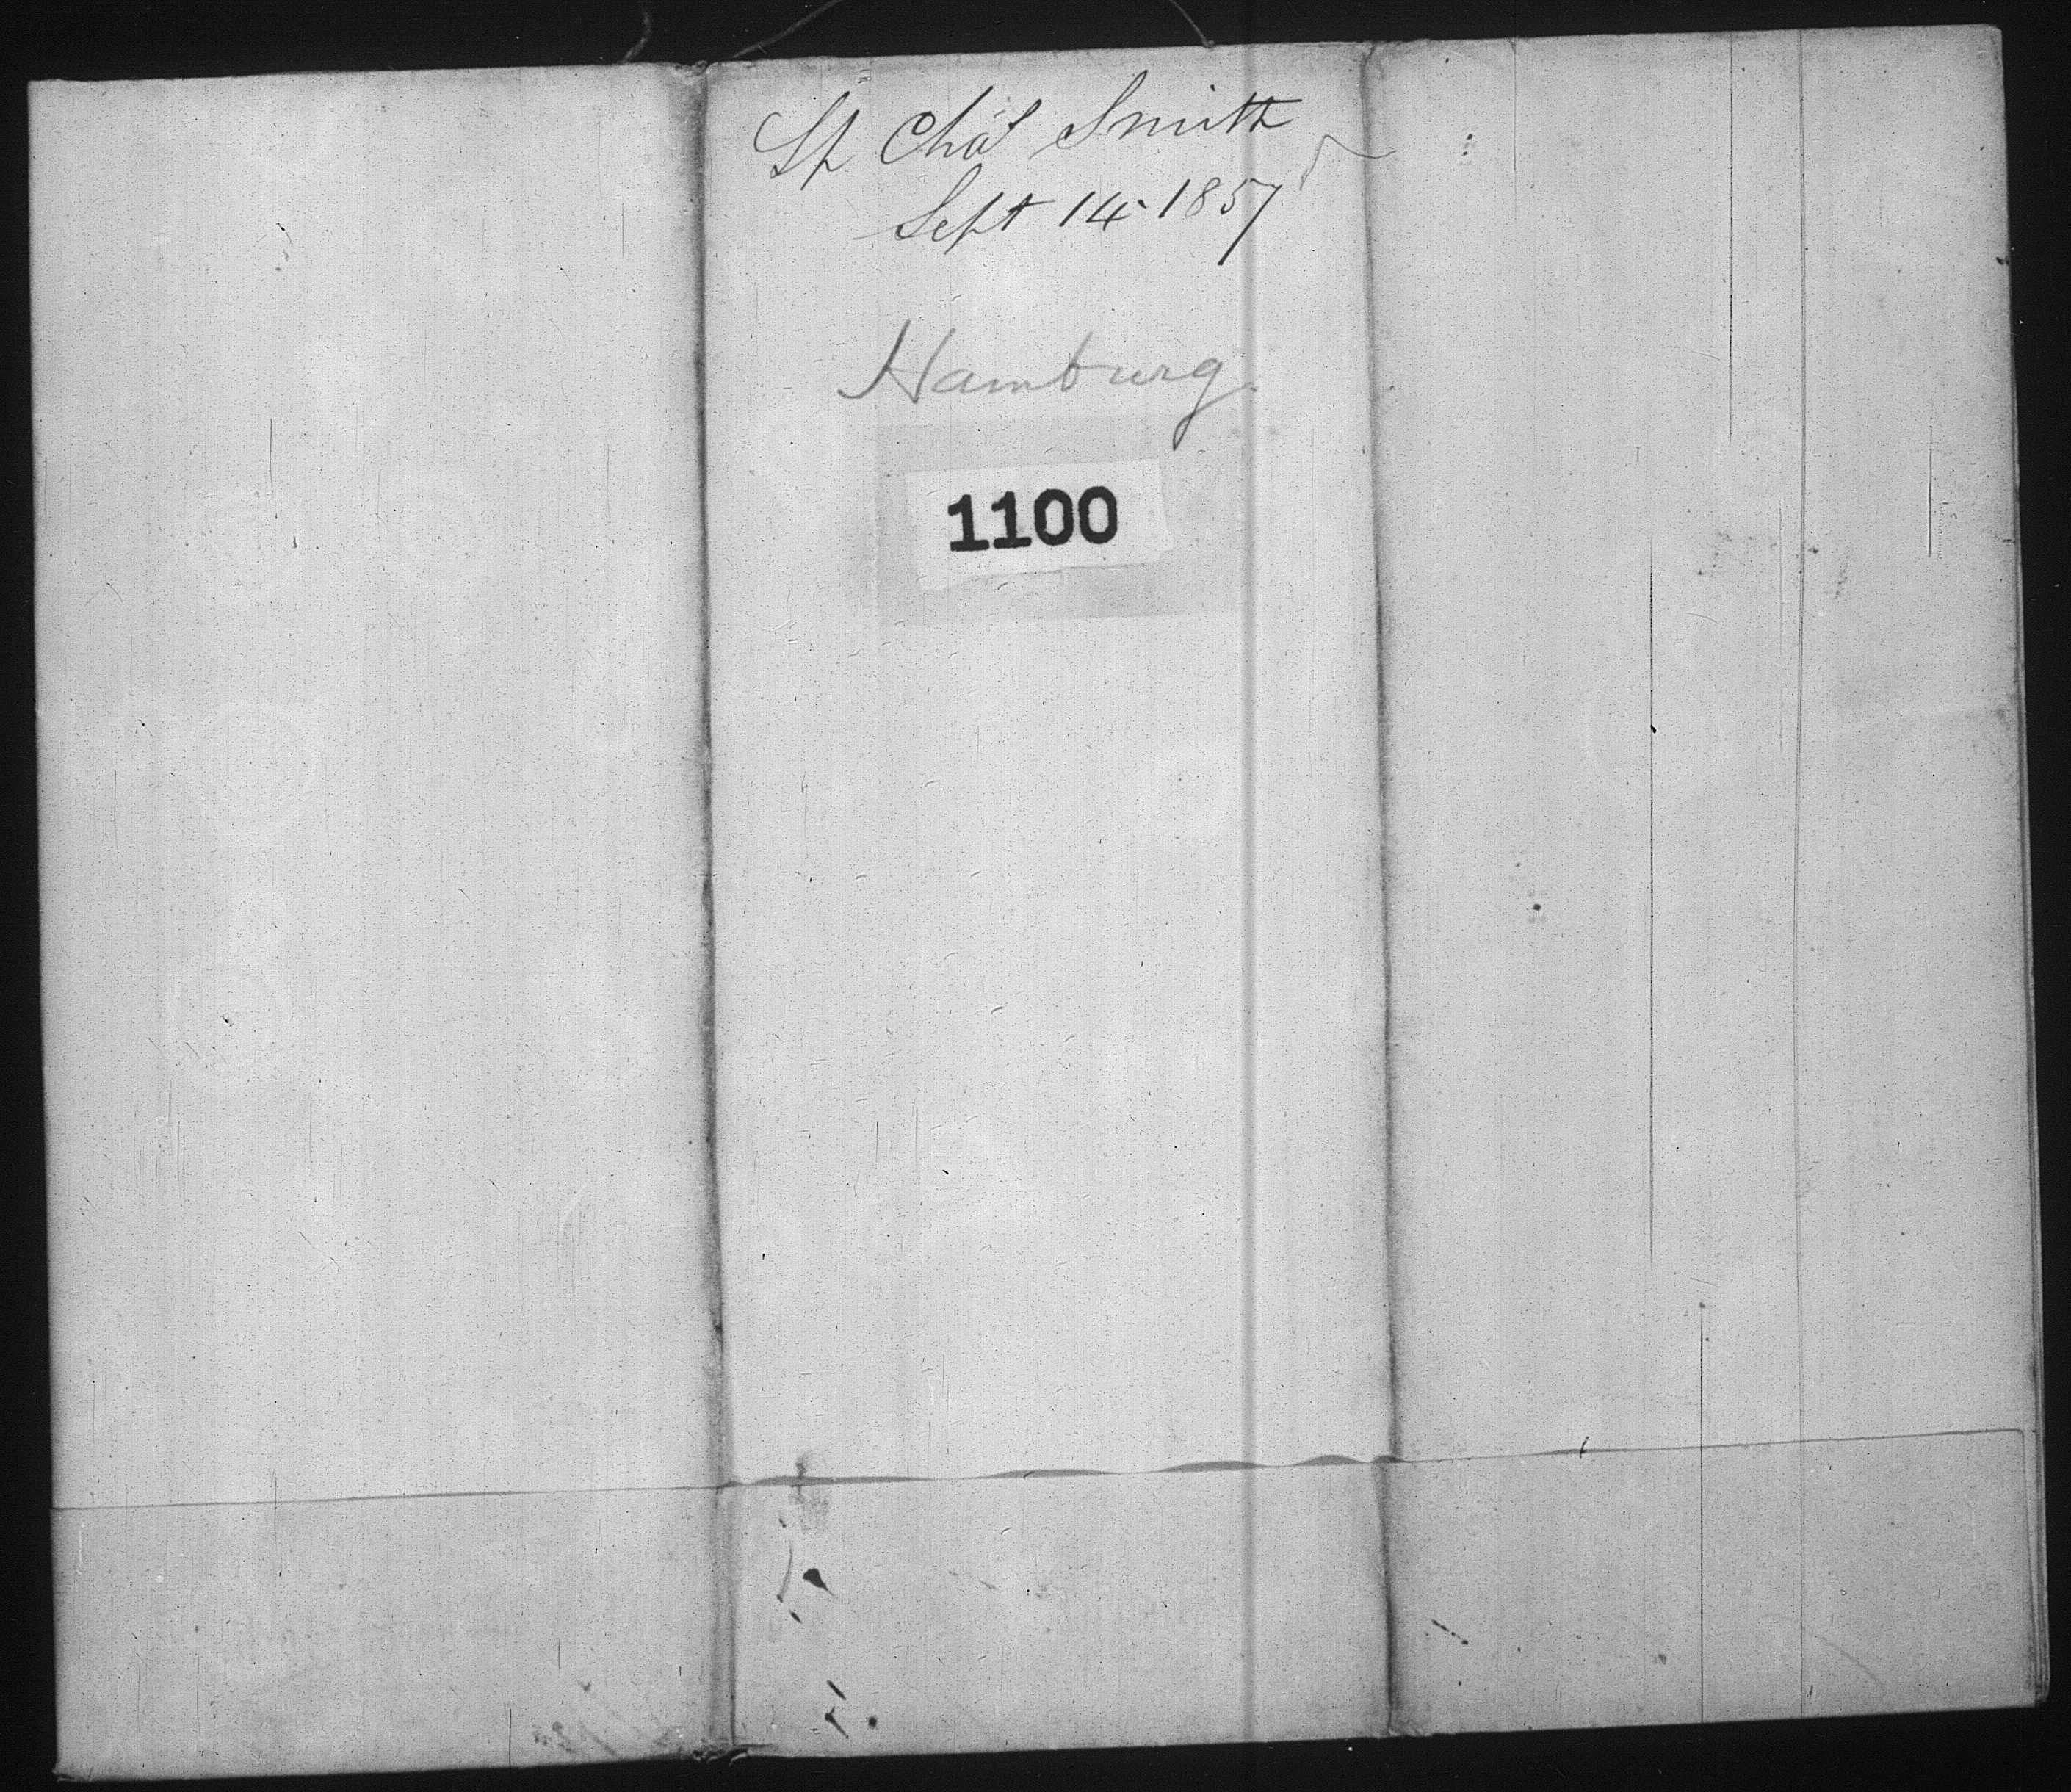 Sp Chas Smith
Sept 14 1857
Hamburg.
1100